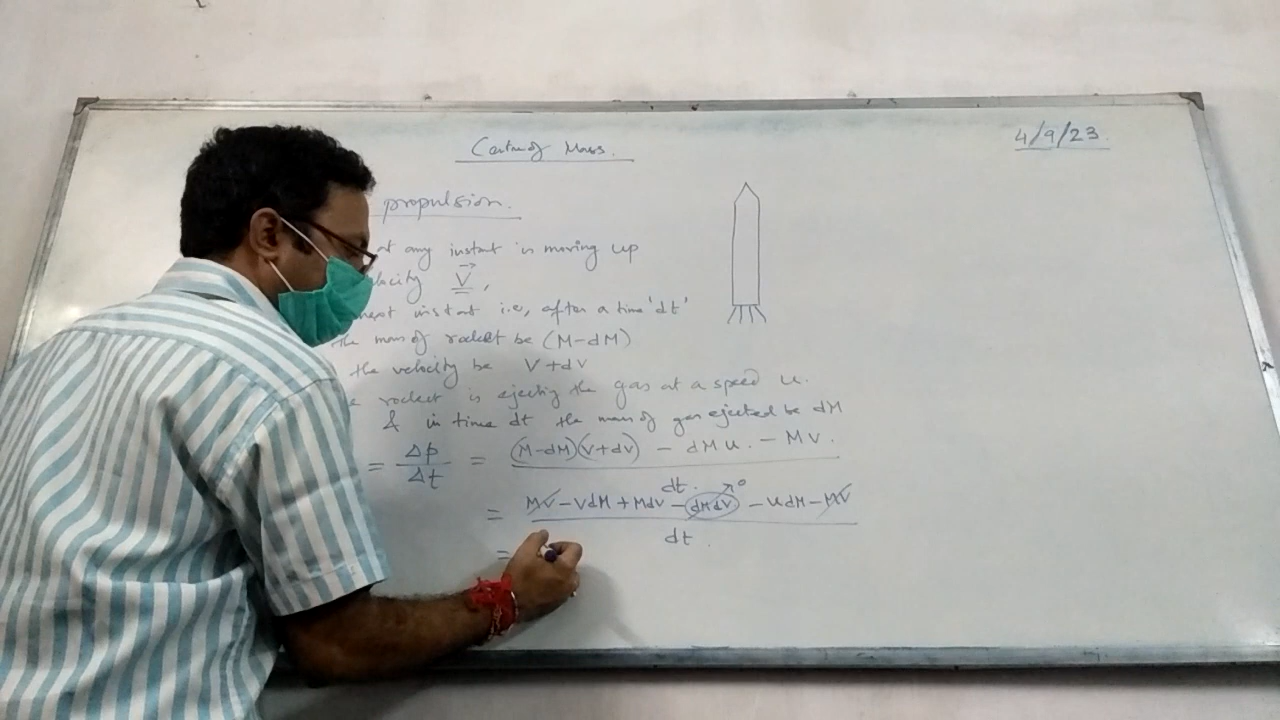 Centre of Mass.
4/9/23.
propulsion.
at any instant is moving up
V⃗,
next instant i.e, after a time 'dt'
the mass of rocket be (M-dM)
the velocity be V+dV
rocket is ejecting the gas at a speed u.
& in time dt the mass of gas ejected be dM
= Δp/Δt = (M-dM)(V+dV) - dM u. - MV.
dt.
= MV - VdM + Mdv - dMdV → 0 - udM - MV
dt.
=